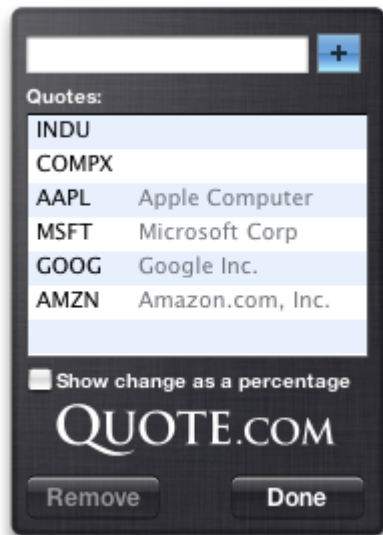 +
Quotes:
INDU
COMPX
AAPL Apple Computer
MSFT Microsoft Corp
GOOG Google Inc.
AMZN Amazon.com, Inc.
Show change as a percentage
QUOTE.COM
Remove Done